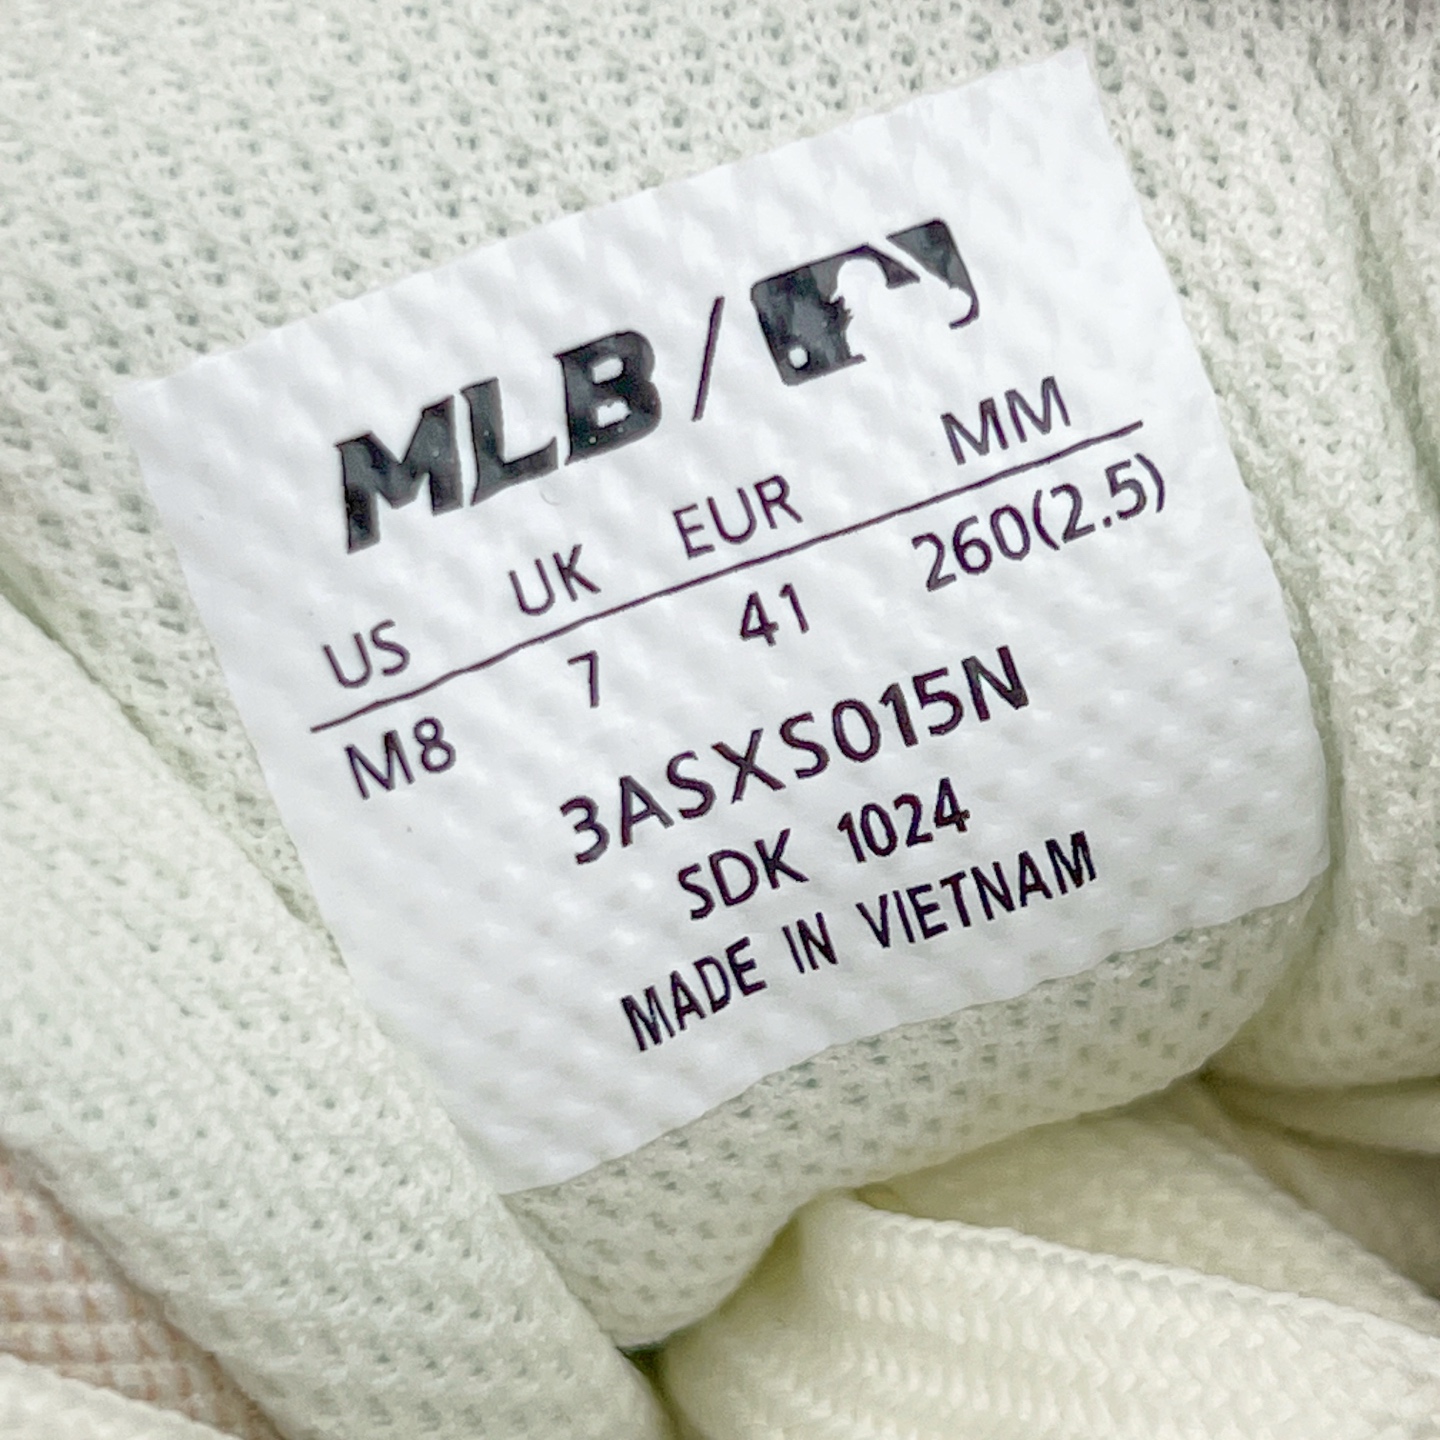 MLB/
US UK EUR MM
M8 7 41 260(2.5)
3ASXS015N
SDK 1024
MADE IN VIETNAM